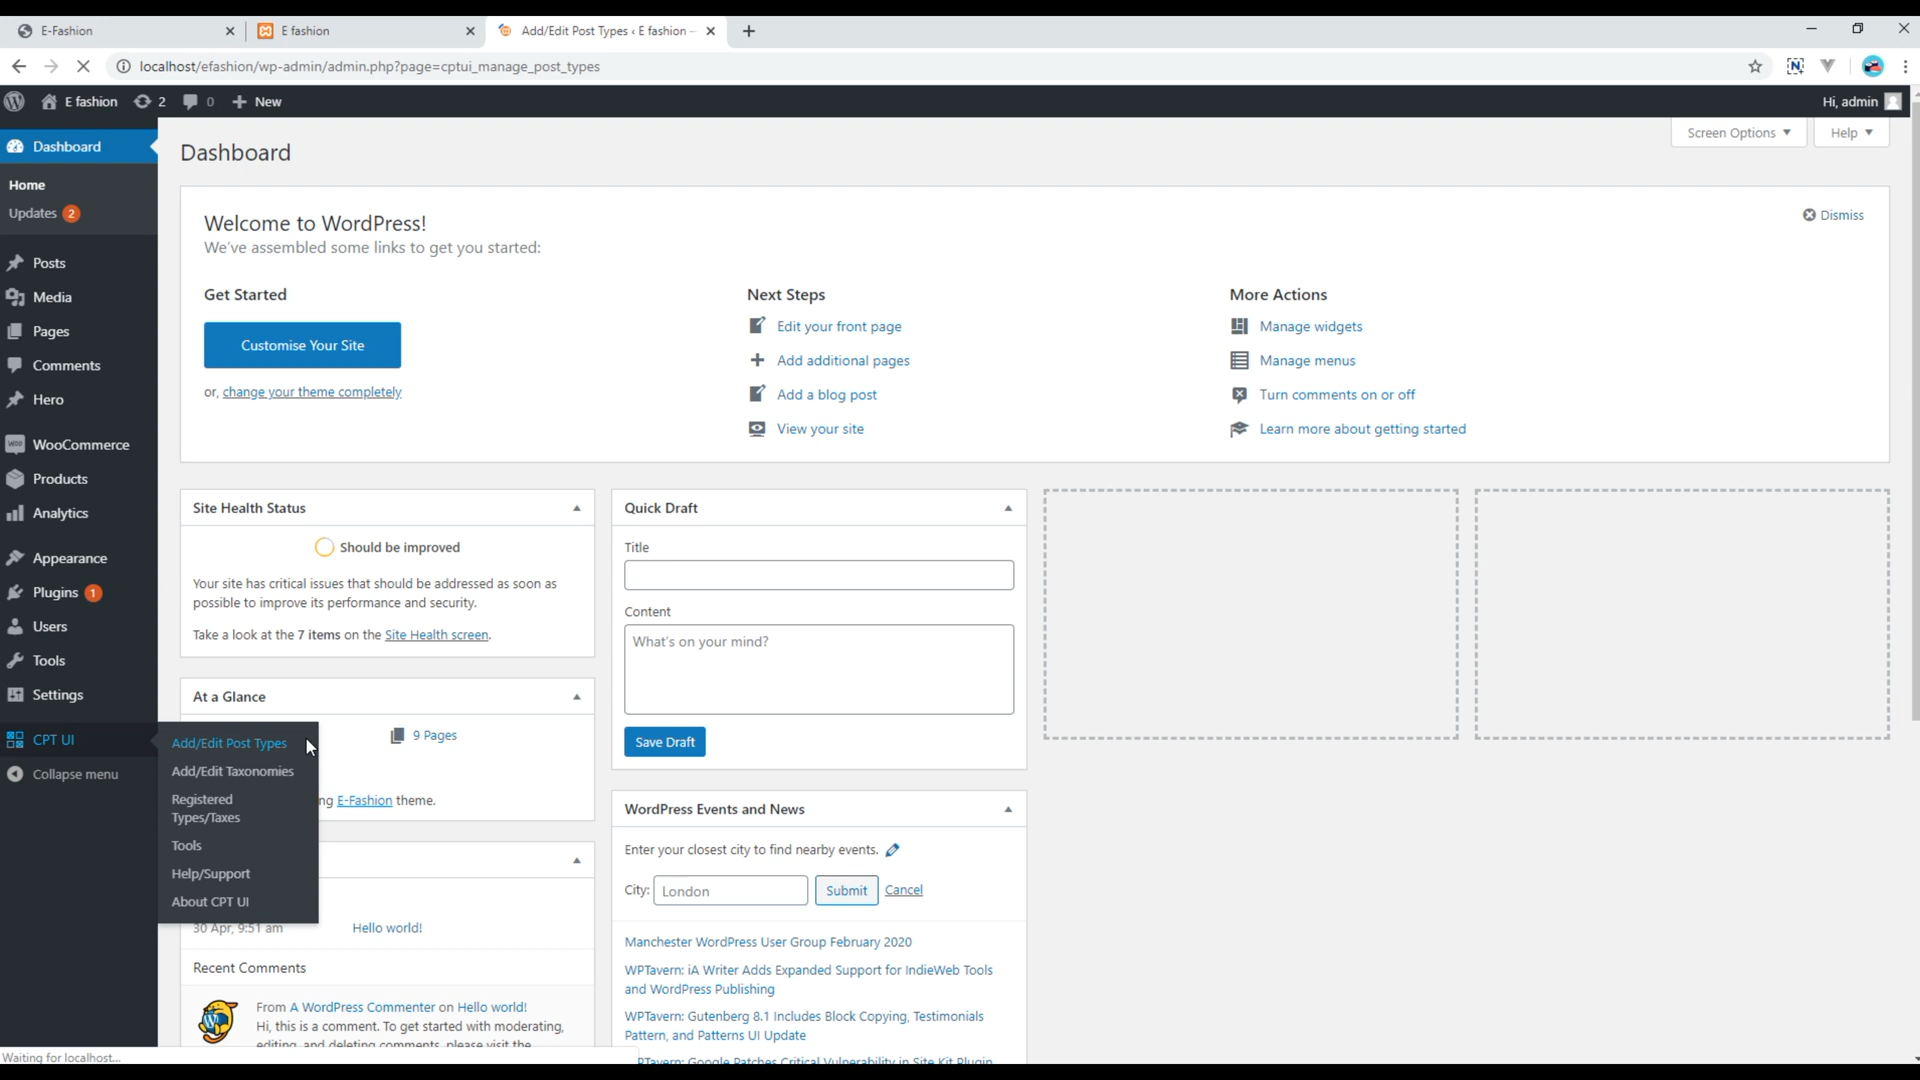 E-Fashion
E fashion
Add/Edit Post Types ‹ E fashion –
localhost/efashion/wp-admin/admin.php?page=cptui_manage_post_types
E fashion
2
0
New
Hi, admin
Dashboard
Home
Updates 2
Posts
Media
Pages
Comments
Hero
WooCommerce
Products
Analytics
Appearance
Plugins 1
Users
Tools
Settings
CPT UI
Collapse menu
Add/Edit Post Types
Add/Edit Taxonomies
Registered
Types/Taxes
Tools
Help/Support
About CPT UI
Dashboard
Screen Options
Help
Welcome to WordPress!
We've assembled some links to get you started:
Dismiss
Get Started
Customise Your Site
or, change your theme completely
Next Steps
Edit your front page
Add additional pages
Add a blog post
View your site
More Actions
Manage widgets
Manage menus
Turn comments on or off
Learn more about getting started
Site Health Status
Should be improved
Your site has critical issues that should be addressed as soon as
possible to improve its performance and security.
Take a look at the 7 items on the Site Health screen.
At a Glance
9 Pages
ng E-Fashion theme.
30 Apr, 9:51 am
Hello world!
Recent Comments
From A WordPress Commenter on Hello world!
Hi, this is a comment. To get started with moderating,
editing, and deleting comments, please visit the
Quick Draft
Title
Content
What's on your mind?
Save Draft
WordPress Events and News
Enter your closest city to find nearby events.
City: London
Submit
Cancel
Manchester WordPress User Group February 2020
WPTavern: iA Writer Adds Expanded Support for IndieWeb Tools
and WordPress Publishing
WPTavern: Gutenberg 8.1 Includes Block Copying, Testimonials
Pattern, and Patterns UI Update
WPTavern: Google Patches Critical Vulnerability in Site Kit Plugin
Waiting for localhost...